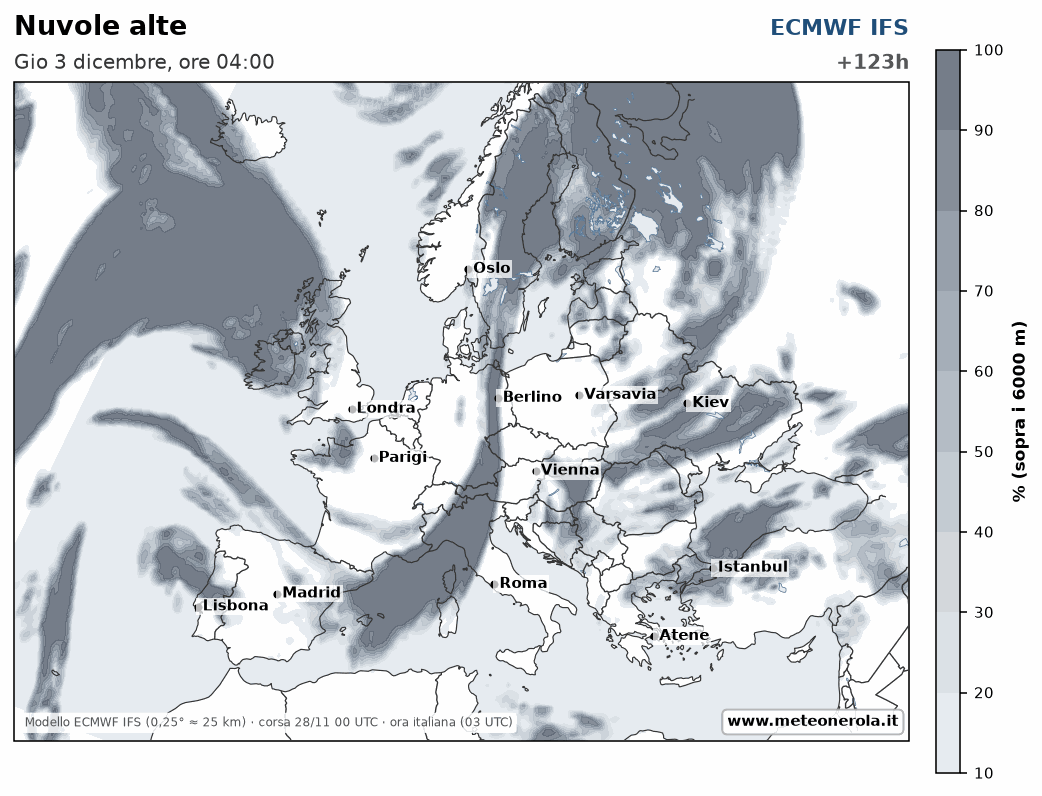 Nuvole alte
ECMWF IFS
Gio 3 dicembre, ore 04:00
+123h
Oslo
Berlino
Varsavia
Kiev
Londra
Parigi
Vienna
Istanbul
Roma
Madrid
Lisbona
Atene
Modello ECMWF IFS (0,25° ≈ 25 km) · corsa 28/11 00 UTC · ora italiana (03 UTC)
www.meteonerola.it
100
90
80
70
60
50
40
30
20
10
% (sopra i 6000 m)